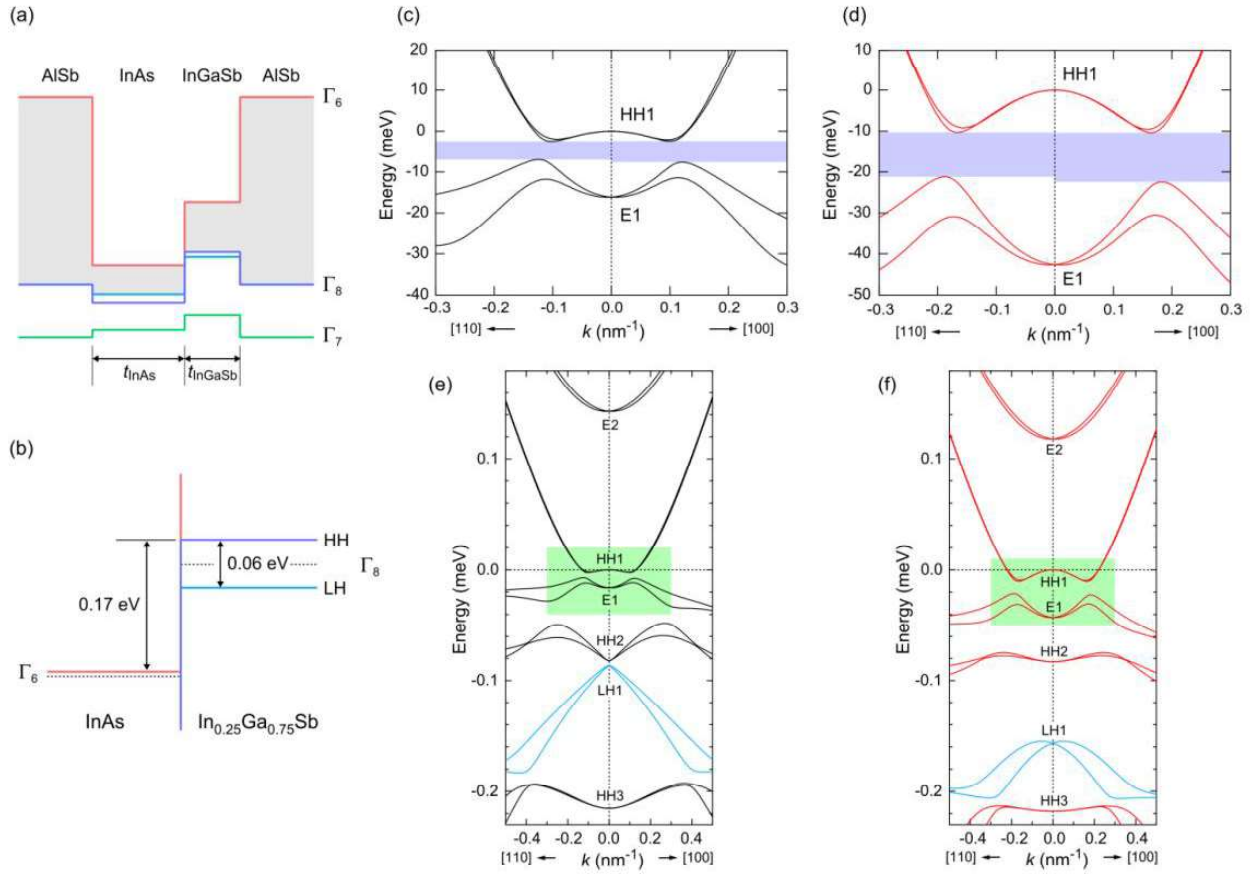 (a)
AlSb InAs InGaSb AlSb
Γ6
Γ8
Γ7
tInAs tInGaSb
(b)
0.17 eV
0.06 eV
HH
Γ8
LH
Γ6
InAs
In0.25Ga0.75Sb
(c)
Energy (meV)
20
10
0
-10
-20
-30
-40
HH1
E1
-0.3 -0.2 -0.1 0.0 0.1 0.2 0.3
[110] k (nm-1) [100]
(d)
Energy (meV)
10
0
-10
-20
-30
-40
-50
HH1
E1
-0.3 -0.2 -0.1 0.0 0.1 0.2 0.3
[110] k (nm-1) [100]
(e)
Energy (meV)
0.1
0.0
-0.1
-0.2
E2
HH1
E1
HH2
LH1
HH3
-0.4 -0.2 0.0 0.2 0.4
[110] k (nm-1) [100]
(f)
Energy (meV)
0.1
0.0
-0.1
-0.2
E2
HH1
E1
HH2
LH1
HH3
-0.4 -0.2 0.0 0.2 0.4
[110] k (nm-1) [100]